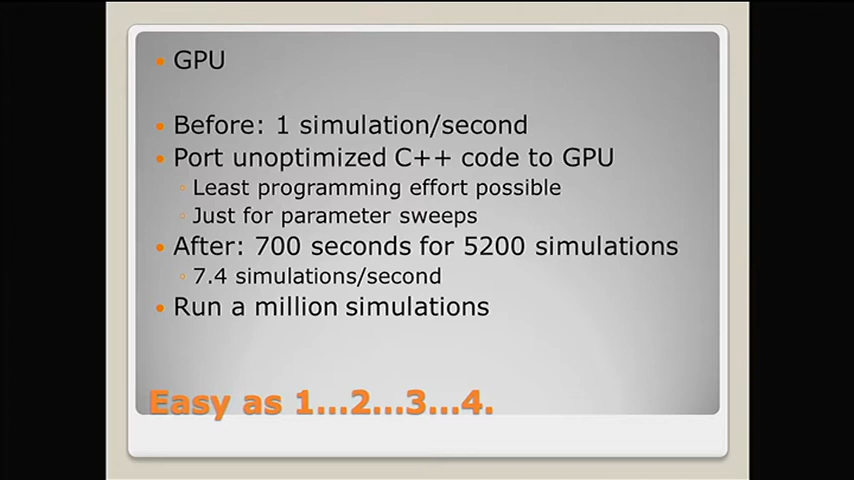 GPU
Before: 1 simulation/second
Port unoptimized C++ code to GPU
Least programming effort possible
Just for parameter sweeps
After: 700 seconds for 5200 simulations
7.4 simulations/second
Run a million simulations
Easy as 1...2...3...4.